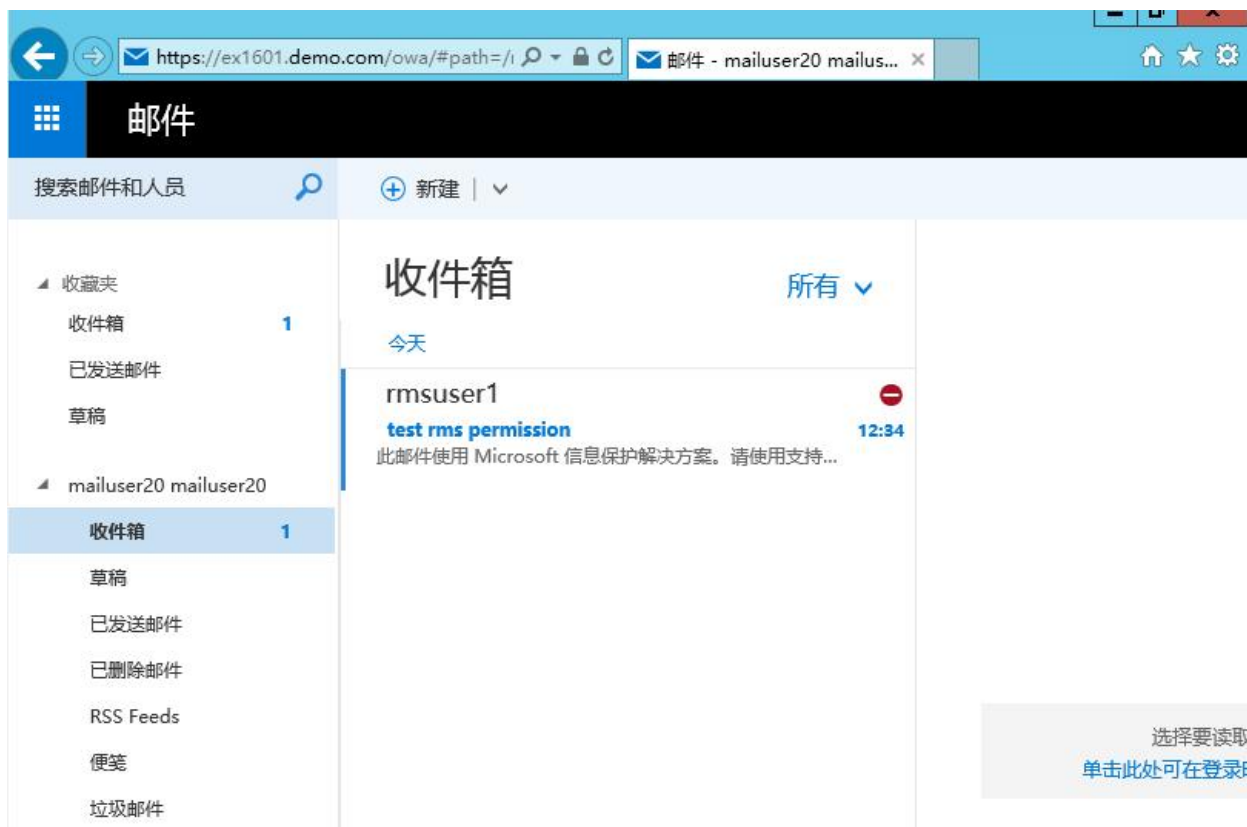 https://ex1601.demo.com/owa/#path=/
邮件 - mailuser20 mailus...
邮件
搜索邮件和人员
新建
收藏夹
收件箱 1
已发送邮件
草稿
mailuser20 mailuser20
收件箱 1
草稿
已发送邮件
已删除邮件
RSS Feeds
便笺
垃圾邮件
收件箱
所有
今天
rmsuser1
test rms permission 12:34
此邮件使用 Microsoft 信息保护解决方案。请使用支持...
选择要读取
单击此处可在登录